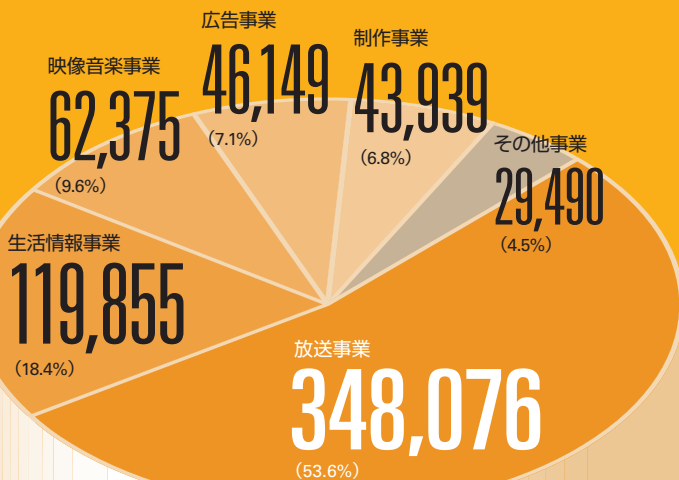 広告事業
46,149
(7.1%)
制作事業
43,939
(6.8%)
映像音楽事業
62,375
(9.6%)
その他事業
29,490
(4.5%)
生活情報事業
119,855
(18.4%)
放送事業
348,076
(53.6%)